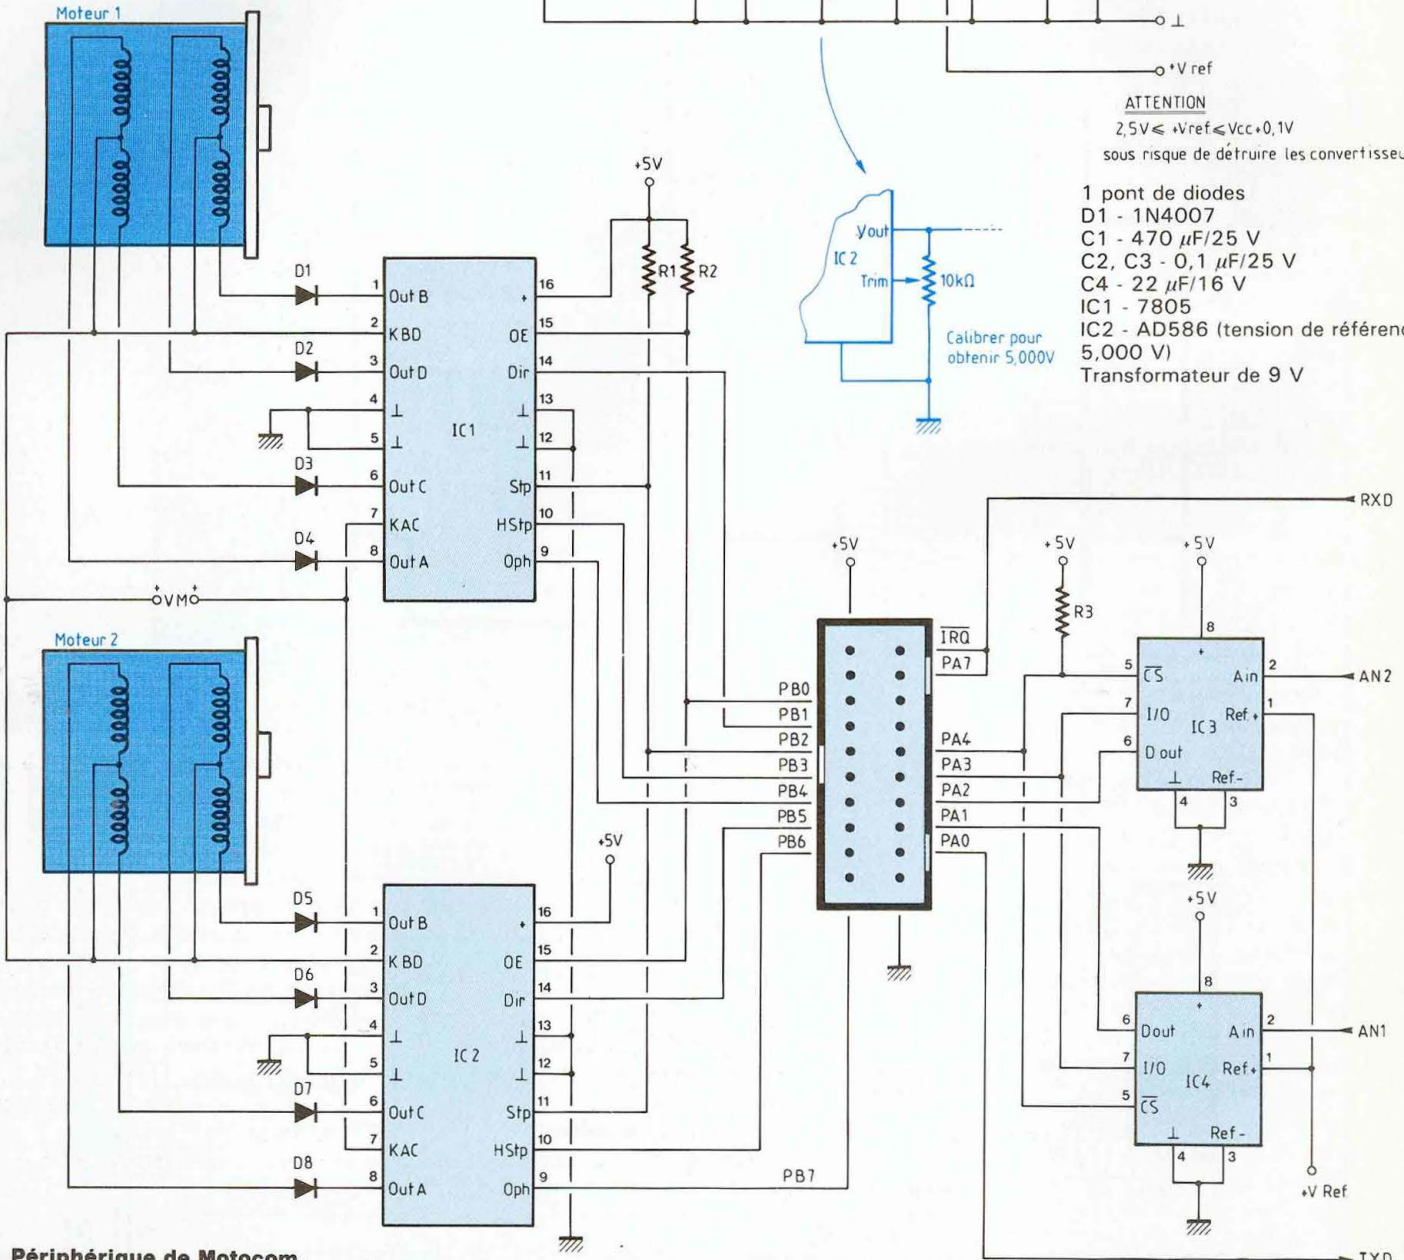 Moteur 1
⊥
+V ref
ATTENTION
2,5V ≤ +Vref ≤ Vcc+0,1V
sous risque de détruire les convertisseu
1 pont de diodes
D1 - 1N4007
C1 - 470 µF/25 V
C2, C3 - 0,1 µF/25 V
C4 - 22 µF/16 V
IC1 - 7805
IC2 - AD586 (tension de référenc
5,000 V)
Transformateur de 9 V
Vout
IC 2
Trim
10kΩ
Calibrer pour
obtenir 5,000V
+5V
R1
R2
D1
D2
D3
D4
1 Out B
2 KBD
3 Out D
4 ⊥
5 ⊥
6 Out C
7 KAC
8 Out A
IC1
+ 16
OE 15
Dir 14
⊥ 13
⊥ 12
Stp 11
HStp 10
Oph 9
+ VM +
Moteur 2
D5
D6
D7
D8
1 Out B
2 KBD
3 Out D
4 ⊥
5 ⊥
6 Out C
7 KAC
8 Out A
IC 2
+5V
+ 16
OE 15
Dir 14
⊥ 13
⊥ 12
Stp 11
HStp 10
Oph 9
+5V
PB0
PB1
PB2
PB3
PB4
PB5
PB6
PB7
IRQ
PA7
PA4
PA3
PA2
PA1
PA0
RXD
+5V
R3
+5V
8
+
5 CS
7 I/O
6 D out
IC3
A in 2
Ref + 1
⊥ Ref -
4 3
AN2
+5V
8
+
6 Dout
7 I/O
5 CS
IC4
A in 2
Ref + 1
⊥ Ref -
4 3
AN1
+V Ref
TXD
Périphérique de Motocom